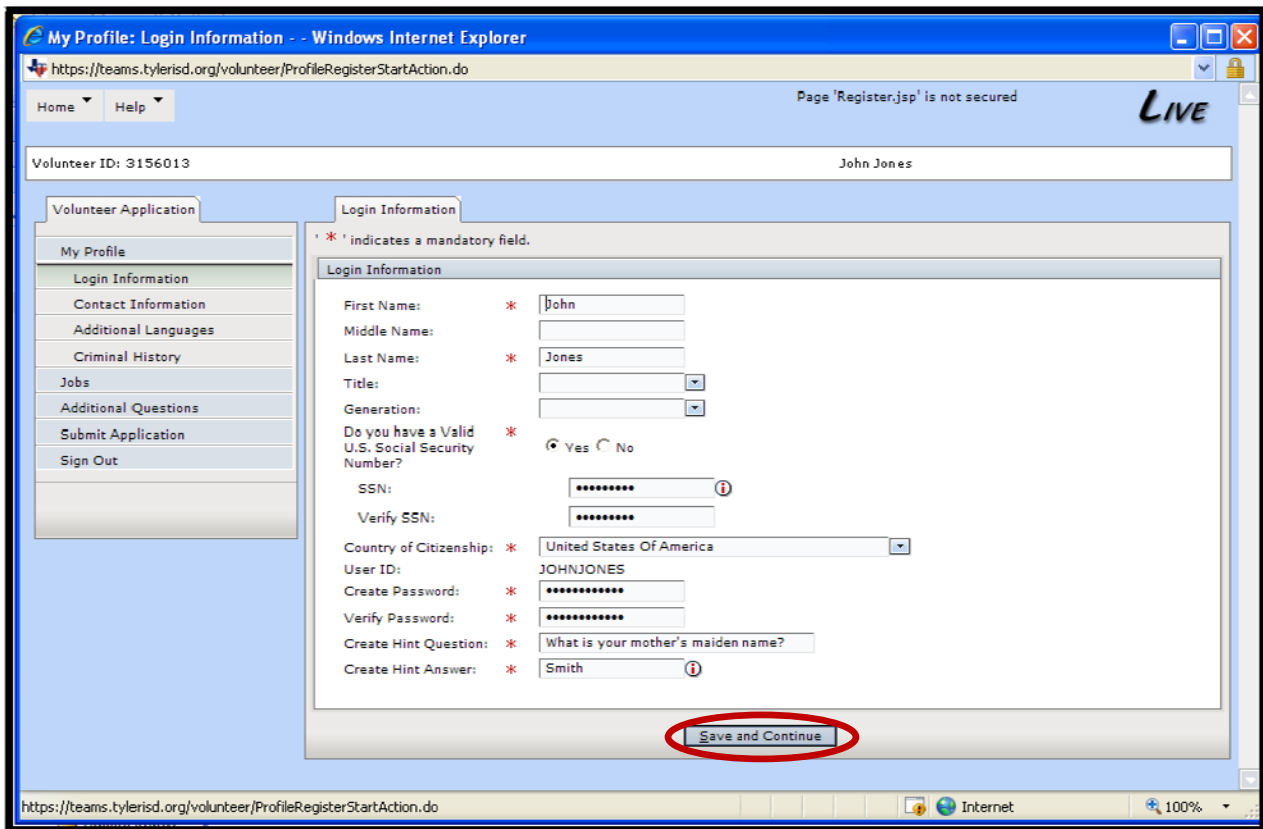 My Profile: Login Information - - Windows Internet Explorer
https://teams.tylerisd.org/volunteer/ProfileRegisterStartAction.do
Home Help Page 'Register.jsp' is not secured LIVE
Volunteer ID: 3156013 John Jones
Volunteer Application
My Profile
Login Information
Contact Information
Additional Languages
Criminal History
Jobs
Additional Questions
Submit Application
Sign Out
Login Information
' * ' indicates a mandatory field.
Login Information
First Name: * John
Middle Name:
Last Name: * Jones
Title:
Generation:
Do you have a Valid *
U.S. Social Security Yes No
Number?
SSN: •••••••••
Verify SSN: •••••••••
Country of Citizenship: * United States Of America
User ID: JOHNJONES
Create Password: * ••••••••••••
Verify Password: * ••••••••••••
Create Hint Question: * What is your mother's maiden name?
Create Hint Answer: * Smith
Save and Continue
https://teams.tylerisd.org/volunteer/ProfileRegisterStartAction.do Internet 100%